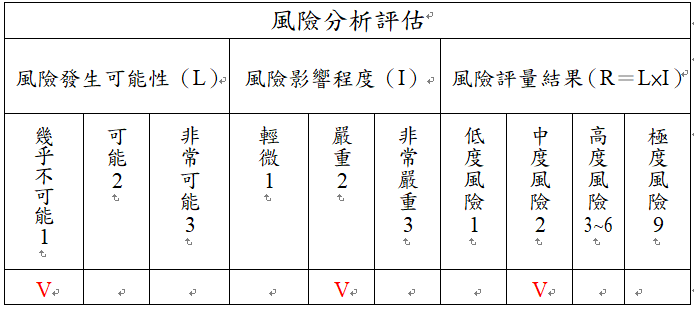 風險分析評估
風險發生可能性（L）
風險影響程度（I）
風險評量結果（R＝L×I）
幾乎不可能1
可能2
非常可能3
輕微1
嚴重2
非常嚴重3
低度風險1
中度風險2
高度風險3~6
極度風險9
V
V
V